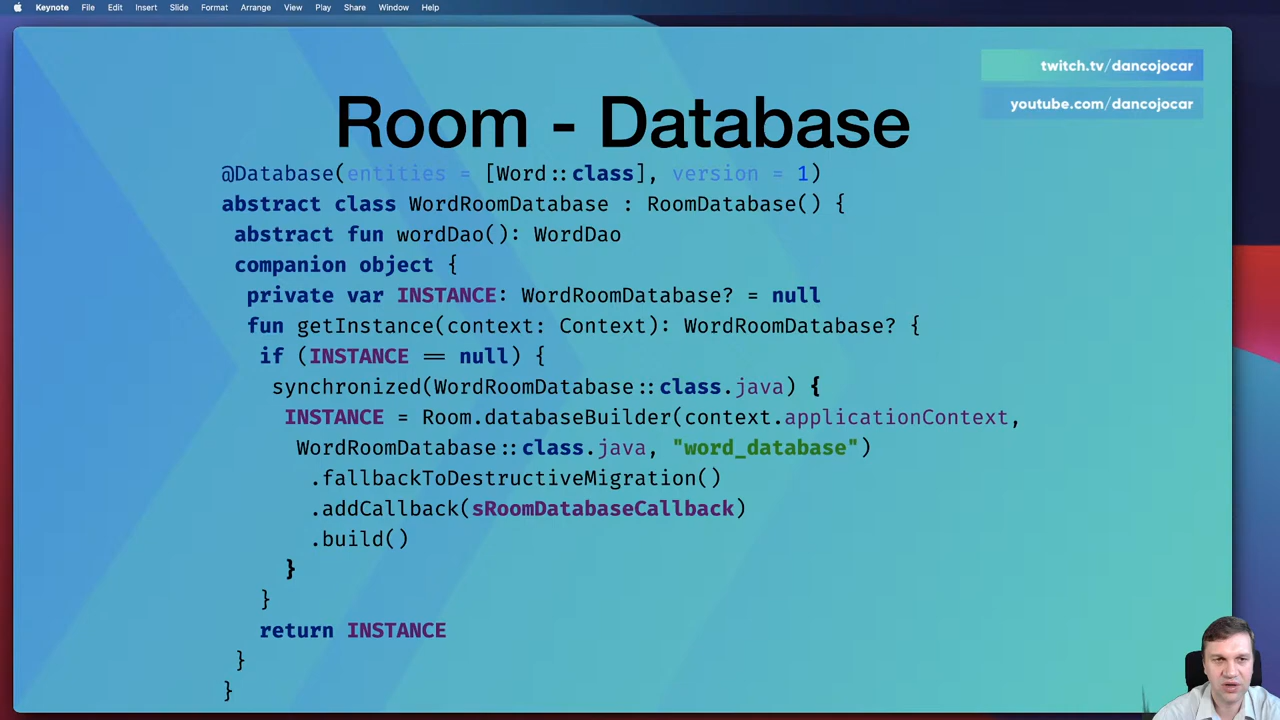 Keynote File Edit Insert Slide Format Arrange View Play Share Window Help
twitch.tv/dancojocar
youtube.com/dancojocar
Room - Database
@Database(entities = [Word::class], version = 1)
abstract class WordRoomDatabase : RoomDatabase() {
abstract fun wordDao(): WordDao
companion object {
private var INSTANCE: WordRoomDatabase? = null
fun getInstance(context: Context): WordRoomDatabase? {
if (INSTANCE == null) {
synchronized(WordRoomDatabase::class.java) {
INSTANCE = Room.databaseBuilder(context.applicationContext,
WordRoomDatabase::class.java, "word_database")
.fallbackToDestructiveMigration()
.addCallback(sRoomDatabaseCallback)
.build()
}
}
return INSTANCE
}
}